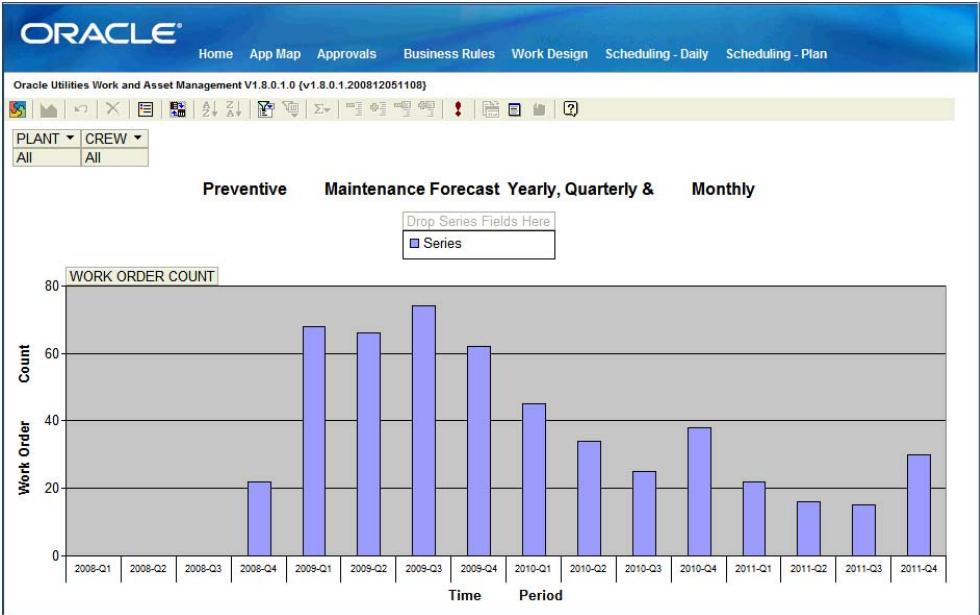 ORACLE®
Home App Map Approvals Business Rules Work Design Scheduling - Daily Scheduling - Plan
Oracle Utilities Work and Asset Management V1.8.0.1.0 {v1.8.0.1.200812051108}
PLANT CREW
All All
Preventive Maintenance Forecast Yearly, Quarterly & Monthly
Drop Series Fields Here
Series
WORK ORDER COUNT
80
60
40
20
0
Work Order Count
2008-Q1 2008-Q2 2008-Q3 2008-Q4 2009-Q1 2009-Q2 2009-Q3 2009-Q4 2010-Q1 2010-Q2 2010-Q3 2010-Q4 2011-Q1 2011-Q2 2011-Q3 2011-Q4
Time Period